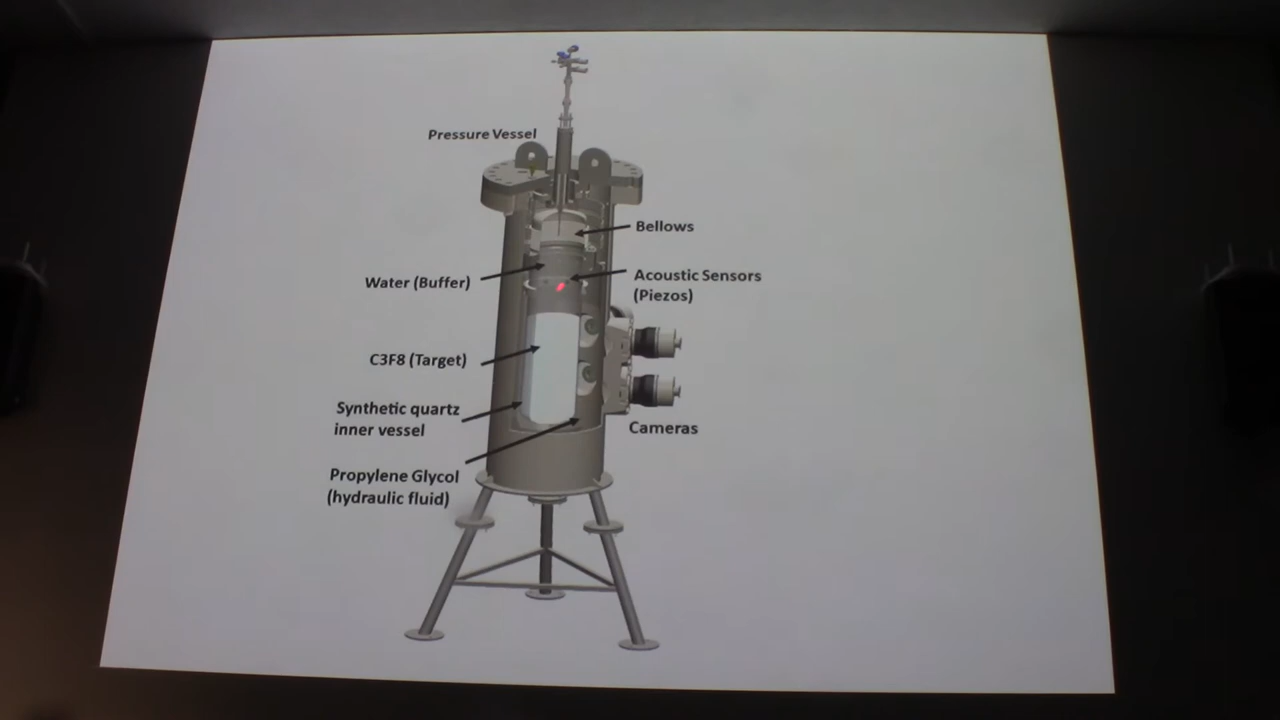 Pressure Vessel
Bellows
Water (Buffer)
Acoustic Sensors
(Piezos)
C3F8 (Target)
Synthetic quartz
inner vessel
Cameras
Propylene Glycol
(hydraulic fluid)